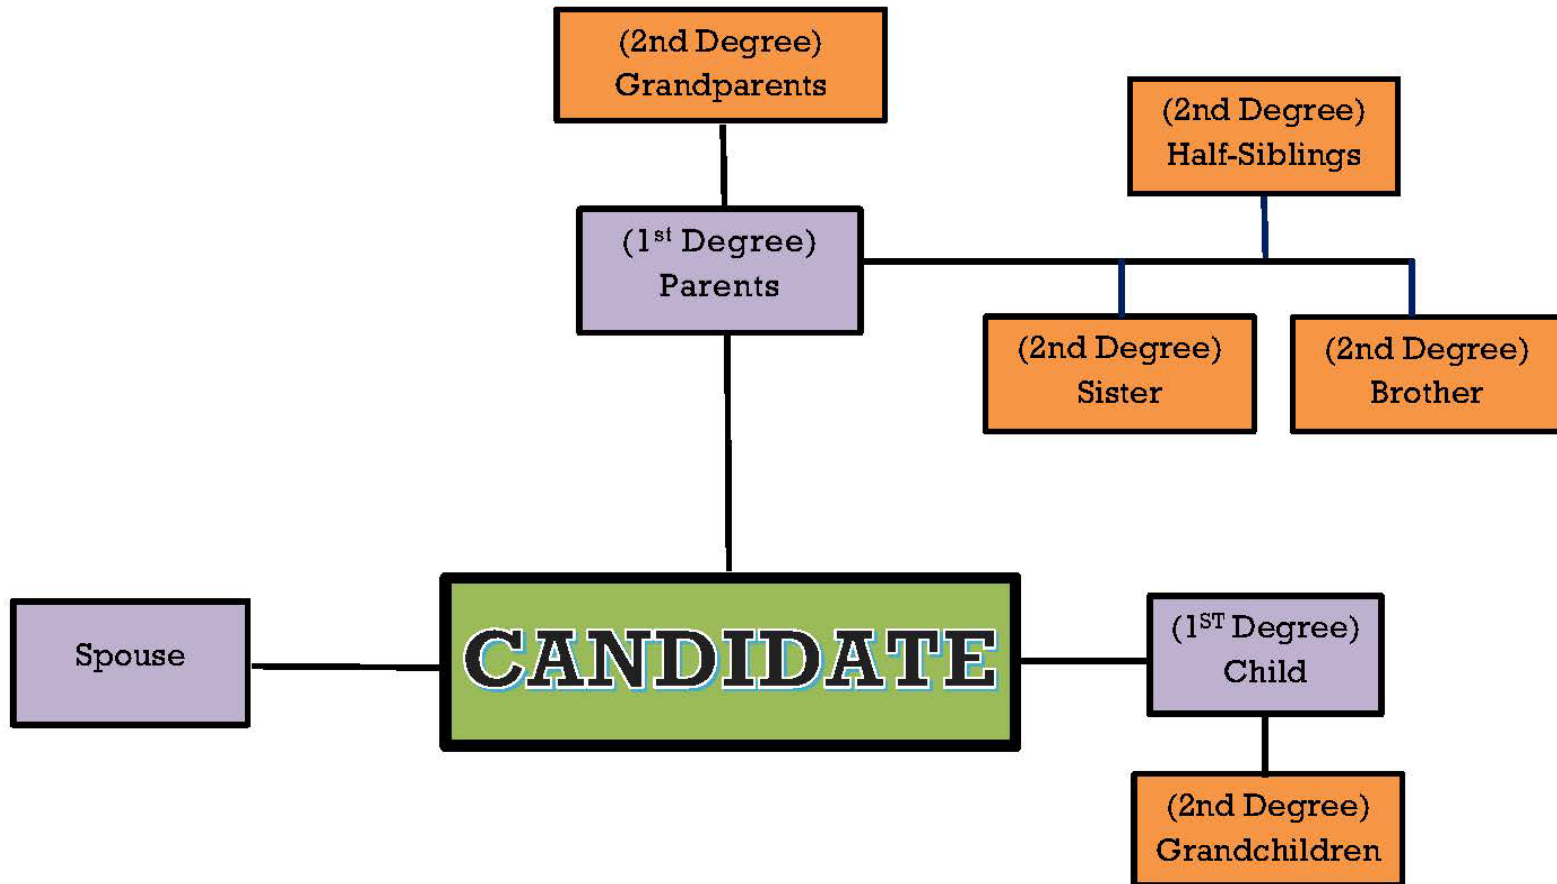 (2nd Degree)
Grandparents
(2nd Degree)
Half-Siblings
(1st Degree)
Parents
(2nd Degree)
Sister
(2nd Degree)
Brother
Spouse
CANDIDATE
(1ST Degree)
Child
(2nd Degree)
Grandchildren